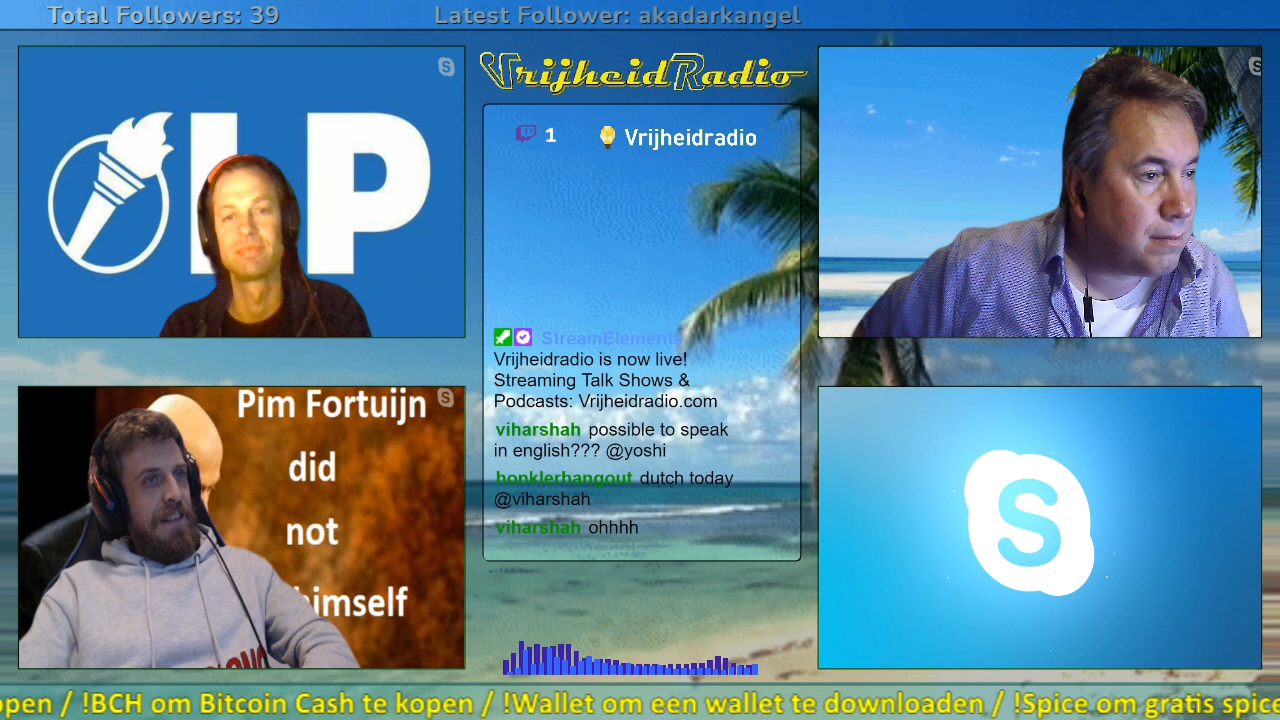 Total Followers: 39
Latest Follower: akadarkangel
VrijheidRadio
LP
1
Vrijheidradio
StreamElements
Vrijheidradio is now live!
Streaming Talk Shows &
Podcasts: Vrijheidradio.com
viharshah possible to speak
in english??? @yoshi
honklerhangout dutch today
@viharshah
viharshah ohhhh
Pim Fortuijn
did
not
himself
S
open / !BCH om Bitcoin Cash te kopen / !Wallet om een wallet te downloaden / !Spice om gratis spice